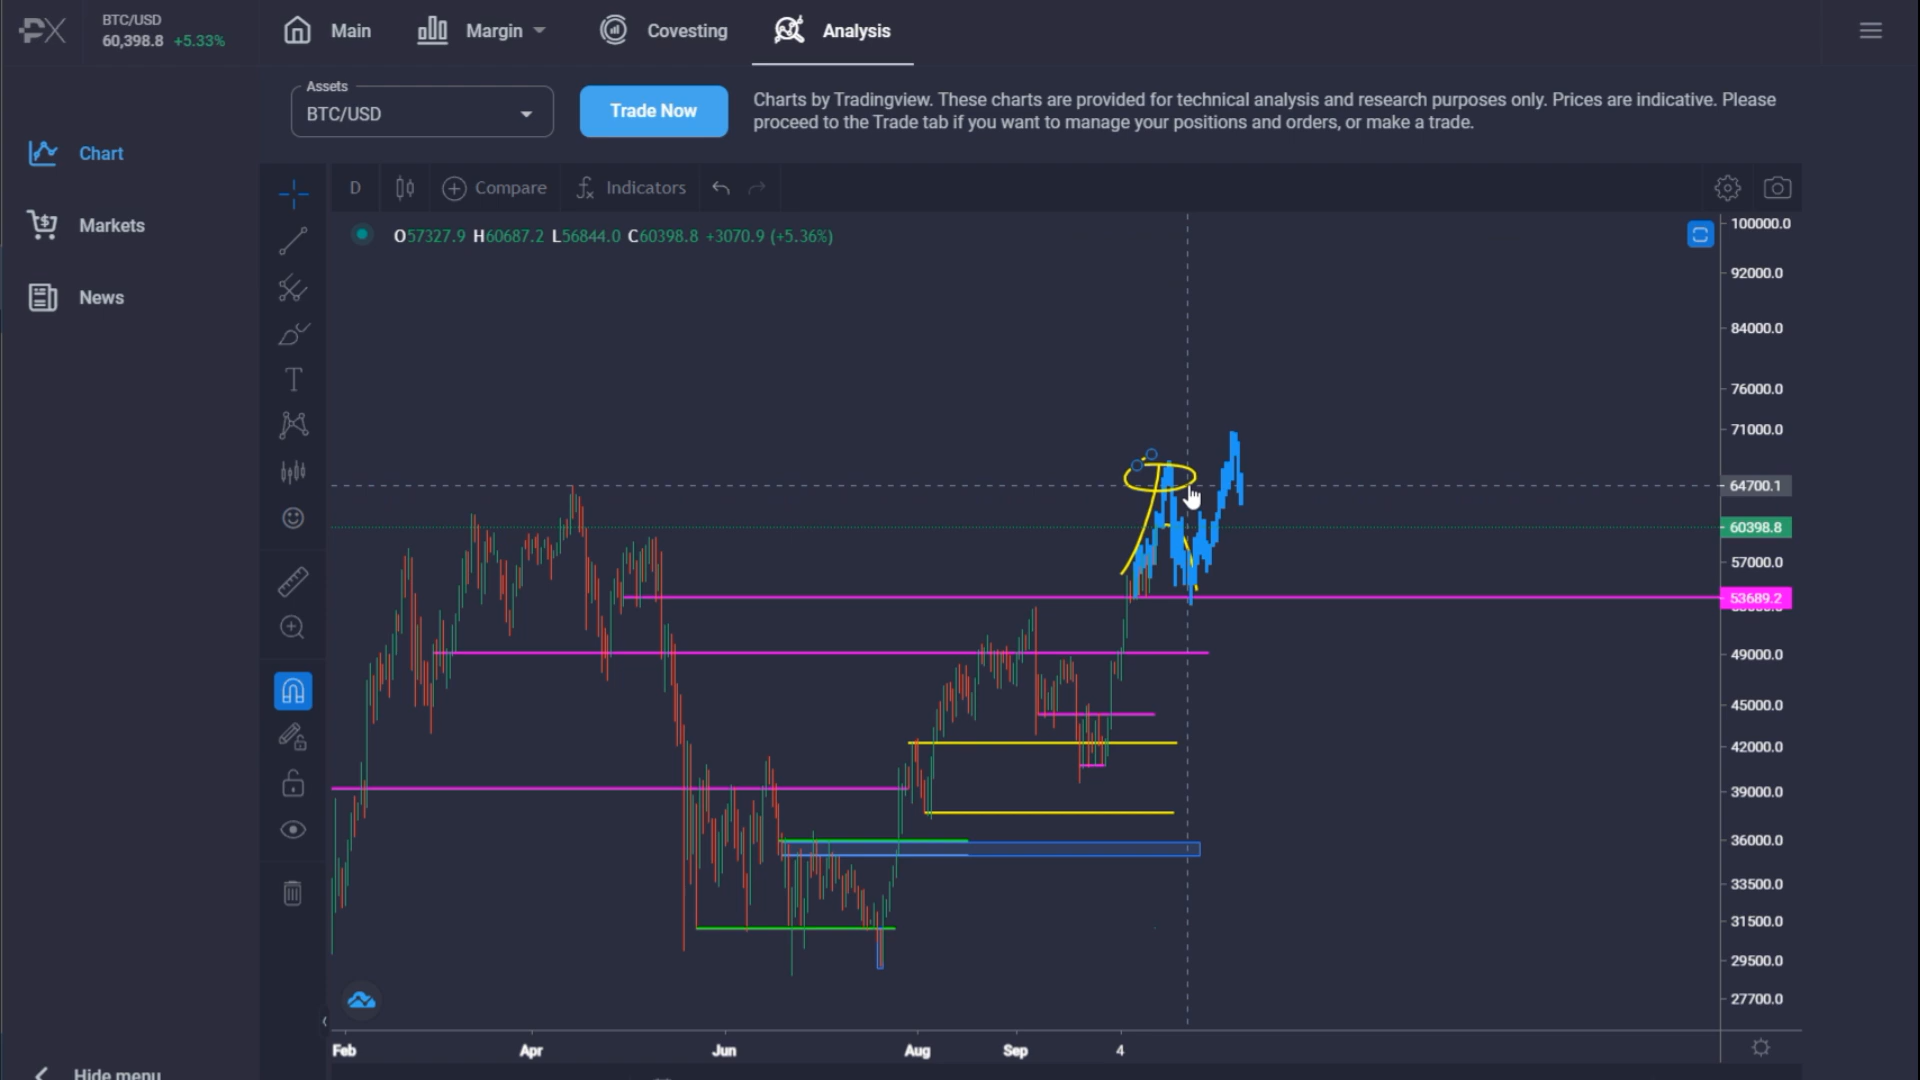 PX
BTC/USD
60,398.8 +5.33%
Main
Margin
Covesting
Analysis
Assets
BTC/USD
Trade Now
Charts by Tradingview. These charts are provided for technical analysis and research purposes only. Prices are indicative. Please
proceed to the Trade tab if you want to manage your positions and orders, or make a trade.
Chart
Markets
News
D
Compare
Indicators
O57327.9 H60687.2 L56844.0 C60398.8 +3070.9 (+5.36%)
100000.0
92000.0
84000.0
76000.0
71000.0
64700.1
60398.8
57000.0
53689.2
49000.0
45000.0
42000.0
39000.0
36000.0
33500.0
31500.0
29500.0
27700.0
Feb
Apr
Jun
Aug
Sep
4
Hide menu